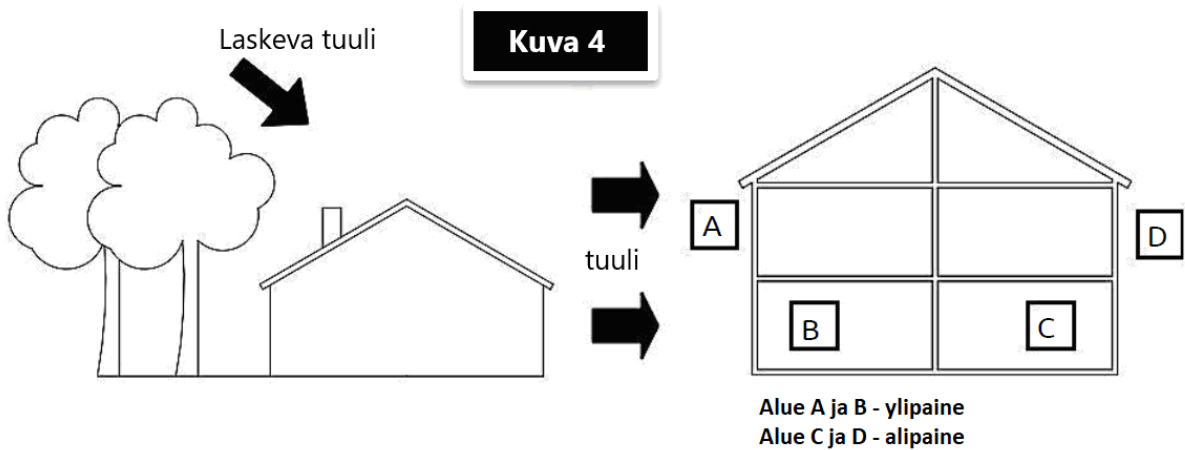 Laskeva tuuli
Kuva 4
A
tuuli
D
B
C
Alue A ja B - ylipaine
Alue C ja D - alipaine